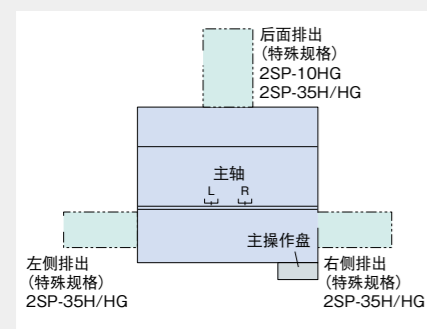 后面排出
(特殊规格)
2SP-10HG
2SP-35H/HG
主轴
L R
主操作盘
左侧排出
(特殊规格)
2SP-35H/HG
右侧排出
(特殊规格)
2SP-35H/HG